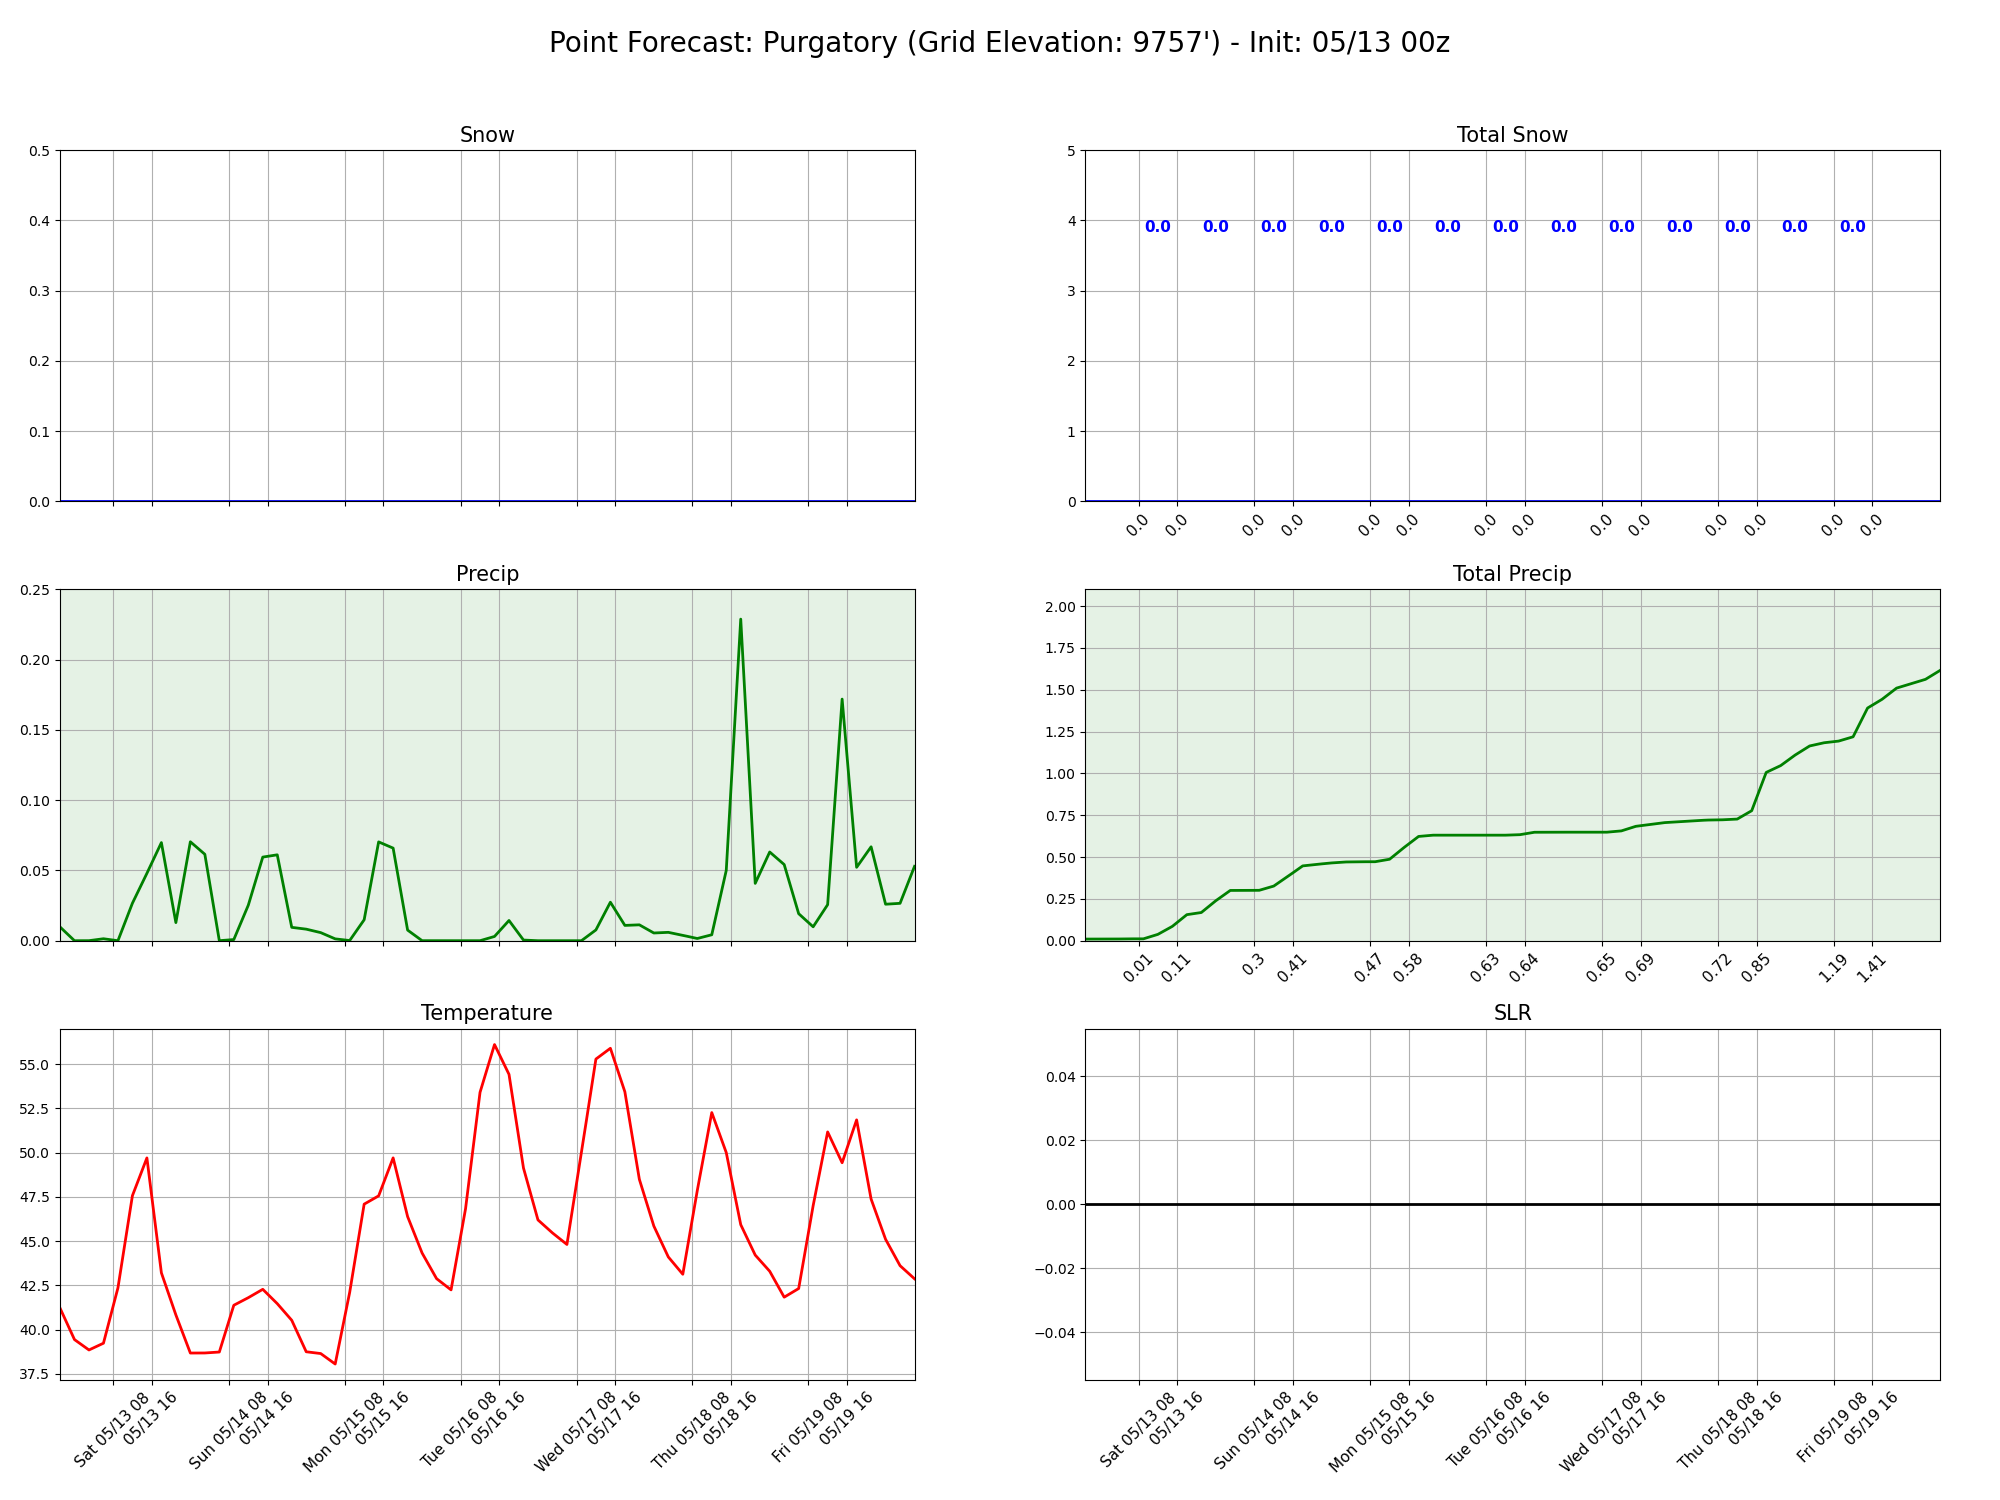 Point Forecast: Purgatory (Grid Elevation: 9757') - Init: 05/13 00z
Snow
0.5
0.4
0.3
0.2
0.1
0.0
Total Snow
5
4
3
2
1
0
0.0 0.0 0.0 0.0 0.0 0.0 0.0 0.0 0.0 0.0 0.0 0.0 0.0
0.0 0.0 0.0 0.0 0.0 0.0 0.0 0.0 0.0 0.0 0.0 0.0 0.0 0.0
Precip
0.25
0.20
0.15
0.10
0.05
0.00
Total Precip
2.00
1.75
1.50
1.25
1.00
0.75
0.50
0.25
0.00
0.01 0.11 0.3 0.41 0.47 0.58 0.63 0.64 0.65 0.69 0.72 0.85 1.19 1.41
Temperature
55.0
52.5
50.0
47.5
45.0
42.5
40.0
37.5
Sat 05/13 08
05/13 16
Sun 05/14 08
05/14 16
Mon 05/15 08
05/15 16
Tue 05/16 08
05/16 16
Wed 05/17 08
05/17 16
Thu 05/18 08
05/18 16
Fri 05/19 08
05/19 16
SLR
0.04
0.02
0.00
−0.02
−0.04
Sat 05/13 08
05/13 16
Sun 05/14 08
05/14 16
Mon 05/15 08
05/15 16
Tue 05/16 08
05/16 16
Wed 05/17 08
05/17 16
Thu 05/18 08
05/18 16
Fri 05/19 08
05/19 16